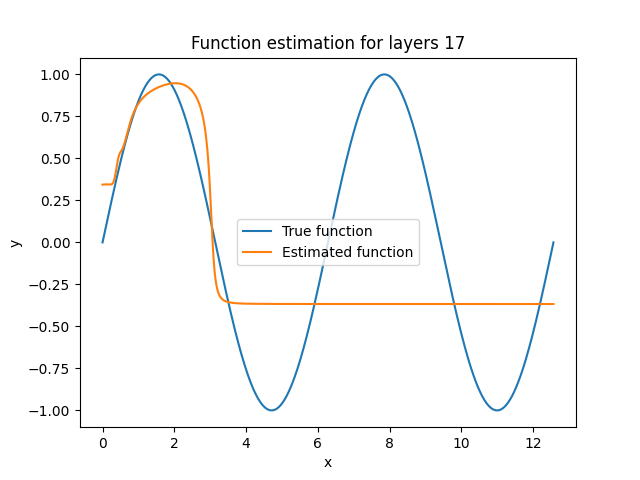 Function estimation for layers 17
1.00
0.75
0.50
0.25
0.00
−0.25
−0.50
−0.75
−1.00
y
True function
Estimated function
0 2 4 6 8 10 12
x